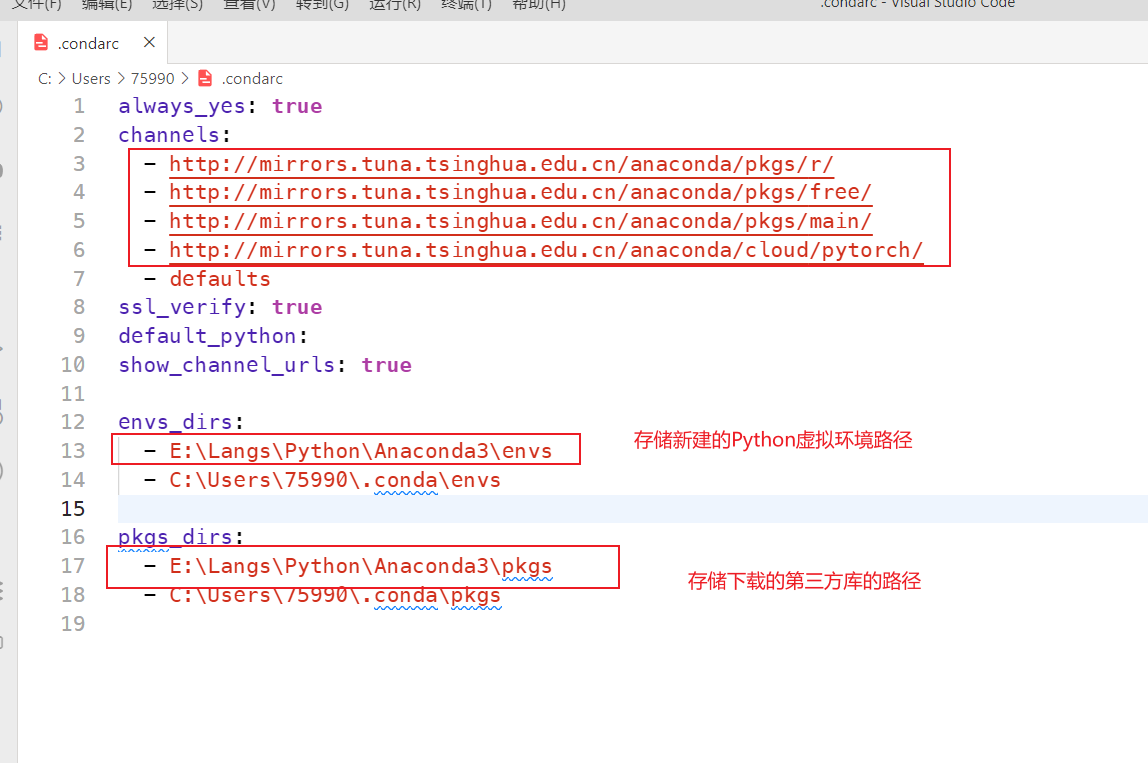 文件(F) 编辑(E) 选择(S) 查看(V) 转到(G) 运行(R) 终端(T) 帮助(H) .condarc - Visual Studio Code
.condarc ×
C: > Users > 75990 > .condarc
1 always_yes: true
2 channels:
3 - http://mirrors.tuna.tsinghua.edu.cn/anaconda/pkgs/r/
4 - http://mirrors.tuna.tsinghua.edu.cn/anaconda/pkgs/free/
5 - http://mirrors.tuna.tsinghua.edu.cn/anaconda/pkgs/main/
6 - http://mirrors.tuna.tsinghua.edu.cn/anaconda/cloud/pytorch/
7 - defaults
8 ssl_verify: true
9 default_python:
10 show_channel_urls: true
11
12 envs_dirs:
13 - E:\Langs\Python\Anaconda3\envs 存储新建的Python虚拟环境路径
14 - C:\Users\75990\.conda\envs
15
16 pkgs_dirs:
17 - E:\Langs\Python\Anaconda3\pkgs 存储下载的第三方库的路径
18 - C:\Users\75990\.conda\pkgs
19